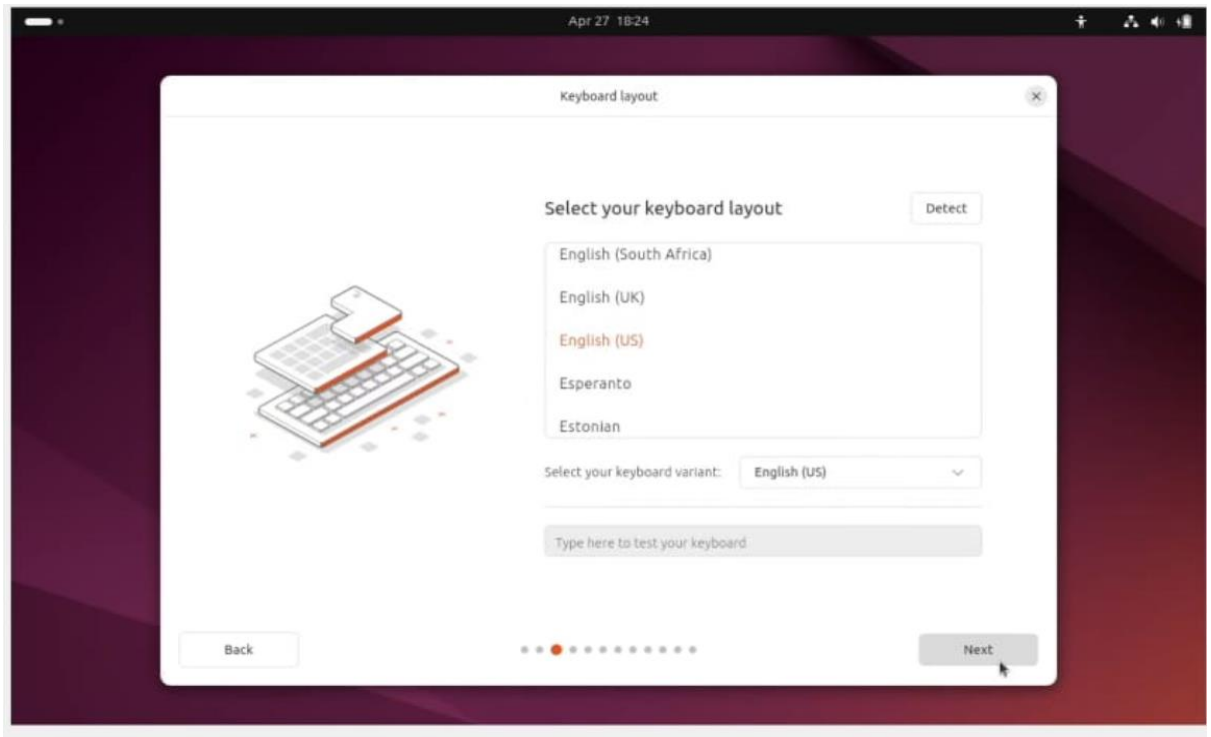 Apr 27 18:24
Keyboard layout
Select your keyboard layout
Detect
English (South Africa)
English (UK)
English (US)
Esperanto
Estonian
Select your keyboard variant:
English (US)
Type here to test your keyboard
Back
Next